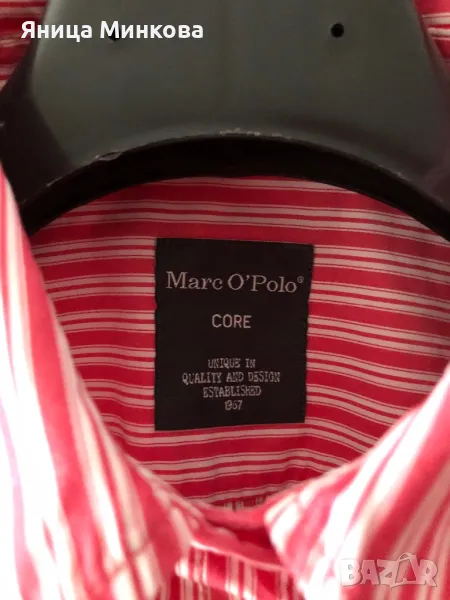 Яница Минкова
Marc O'Polo®
CORE
UNIQUE IN
QUALITY AND DESIGN
ESTABLISHED
1967
BAZAR